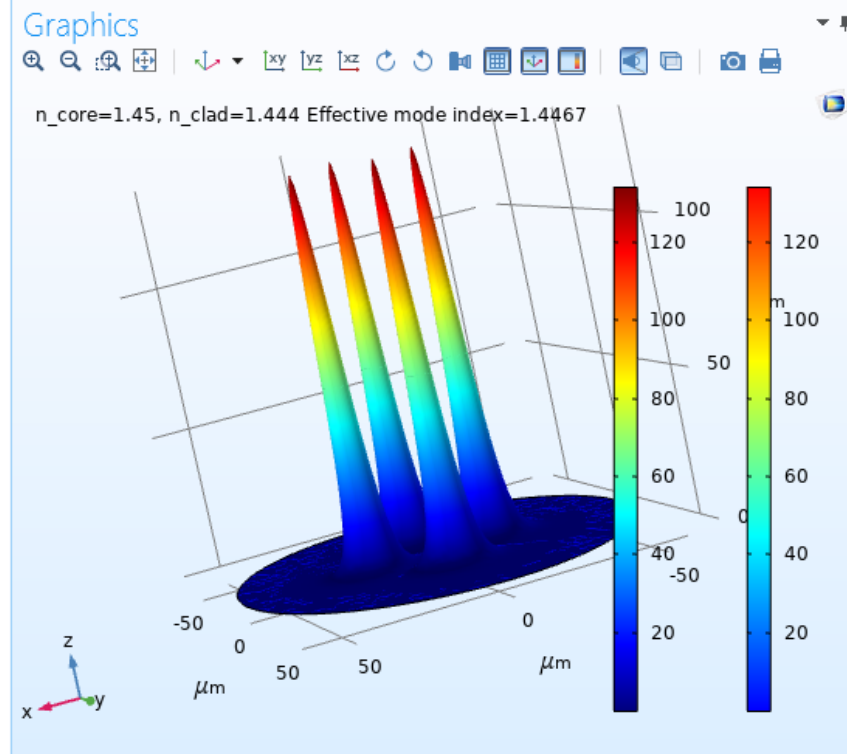 Graphics
xy yz xz
n_core=1.45, n_clad=1.444 Effective mode index=1.4467
100
120 120
m
100 100
50
80 80
60 60
0
40 40
-50
20 20
-50
0
0
50
50
μm
μm
z
x
y